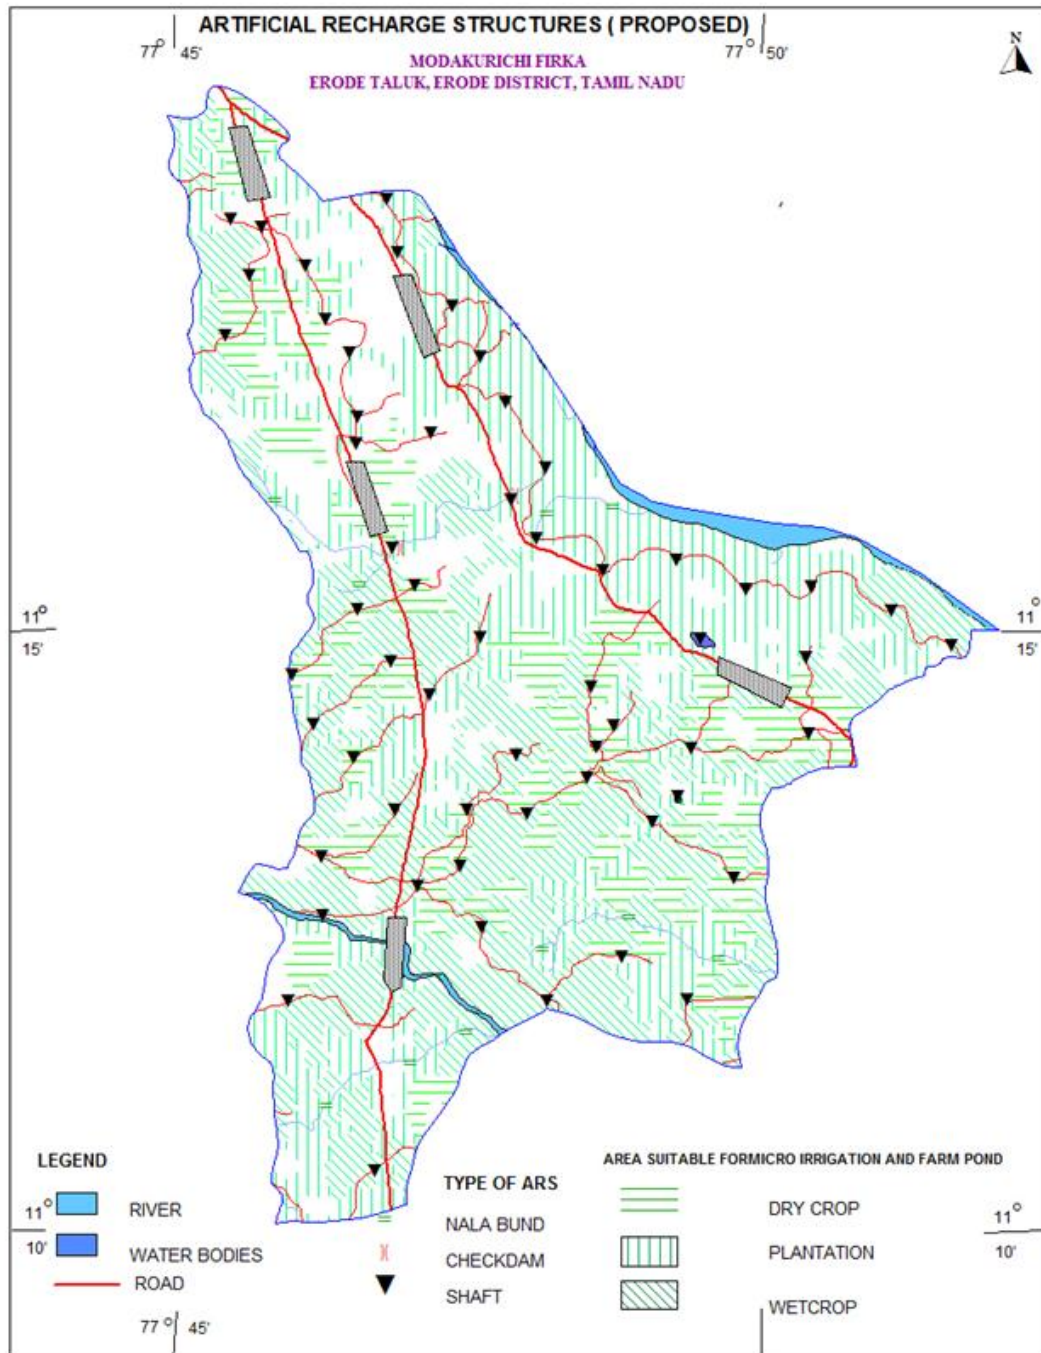 ARTIFICIAL RECHARGE STRUCTURES ( PROPOSED)
77° 45'
77° 50'
MODAKURICHI FIRKA
ERODE TALUK, ERODE DISTRICT, TAMIL NADU
N
11° 15'
11° 15'
LEGEND
RIVER
WATER BODIES
ROAD
TYPE OF ARS
NALA BUND
CHECKDAM
SHAFT
AREA SUITABLE FORMICRO IRRIGATION AND FARM POND
DRY CROP
PLANTATION
WETCROP
11° 10'
11° 10'
77° 45'